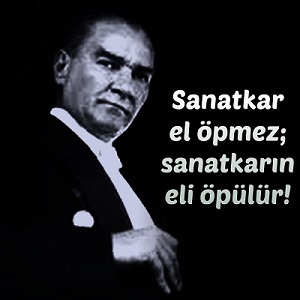 Sanatkar
el öpmez;
sanatkarın
eli öpülür!